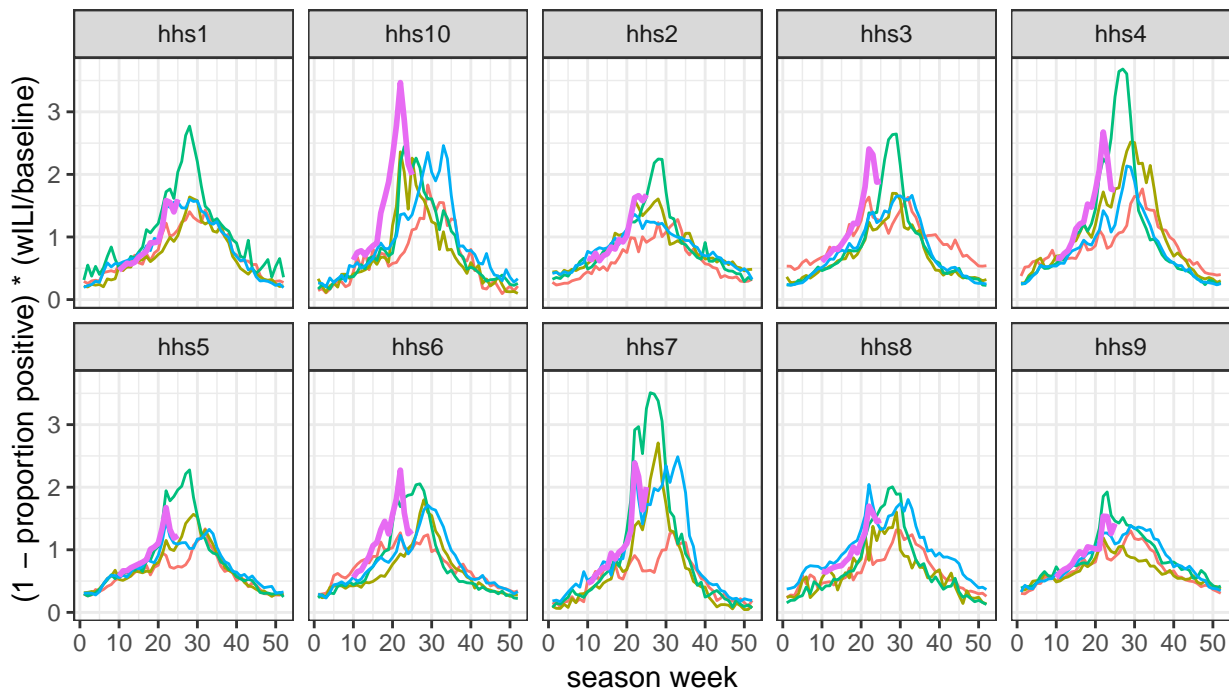 hhs1 hhs10 hhs2 hhs3 hhs4
3
2
1
0
hhs5 hhs6 hhs7 hhs8 hhs9
3
2
1
0
0 10 20 30 40 50 0 10 20 30 40 50 0 10 20 30 40 50 0 10 20 30 40 50 0 10 20 30 40 50
season week
(1 − proportion positive) * (wILI/baseline)